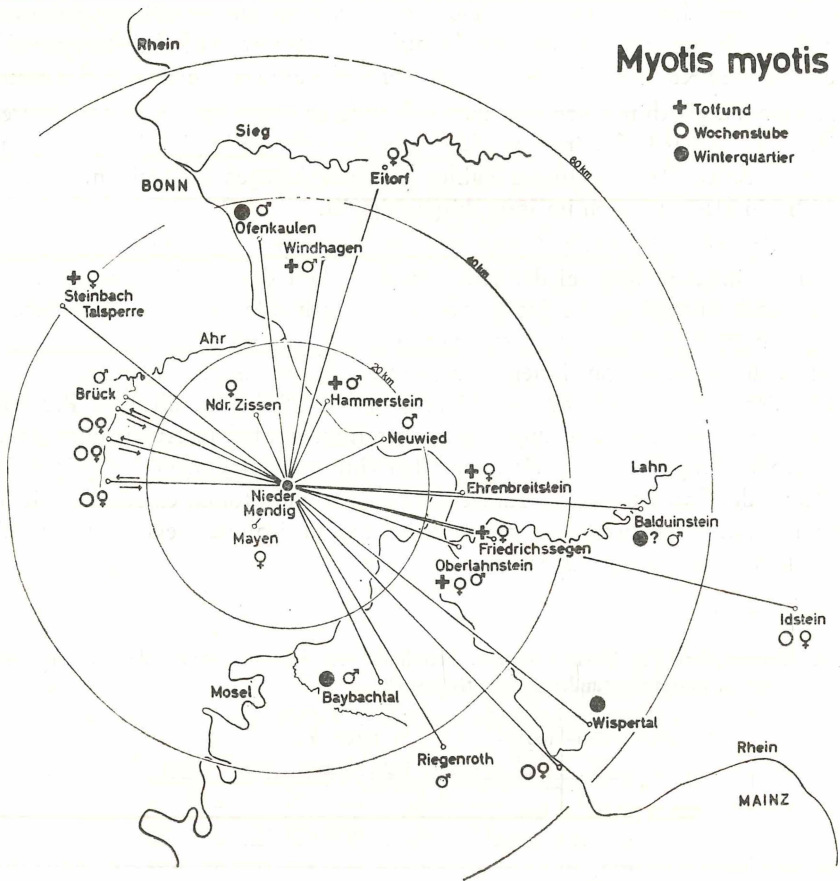 Rhein
Myotis myotis
✚ Totfund
○ Wochenstube
● Winterquartier
Sieg
60 km
♀
Eitorf
BONN
● ♂
Ofenkaulen
Windhagen
✚ ♂
40 km
✚ ♀
Steinbach
Talsperre
Ahr
20 km
♂
Brück
♀
Ndr. Zissen
✚ ♂
Hammerstein
♂
Neuwied
○♀
○♀
○♀
Nieder
Mendig
Mayen
♀
✚ ♀
Ehrenbreitstein
Lahn
Balduinstein
●? ♂
✚ ♀
Friedrichssegen
Oberlahnstein
✚ ♀ ♂
Idstein
○ ♀
Mosel
● ♂
Baybachtal
●
Wispertal
Riegenroth
♂
○♀
Rhein
MAINZ